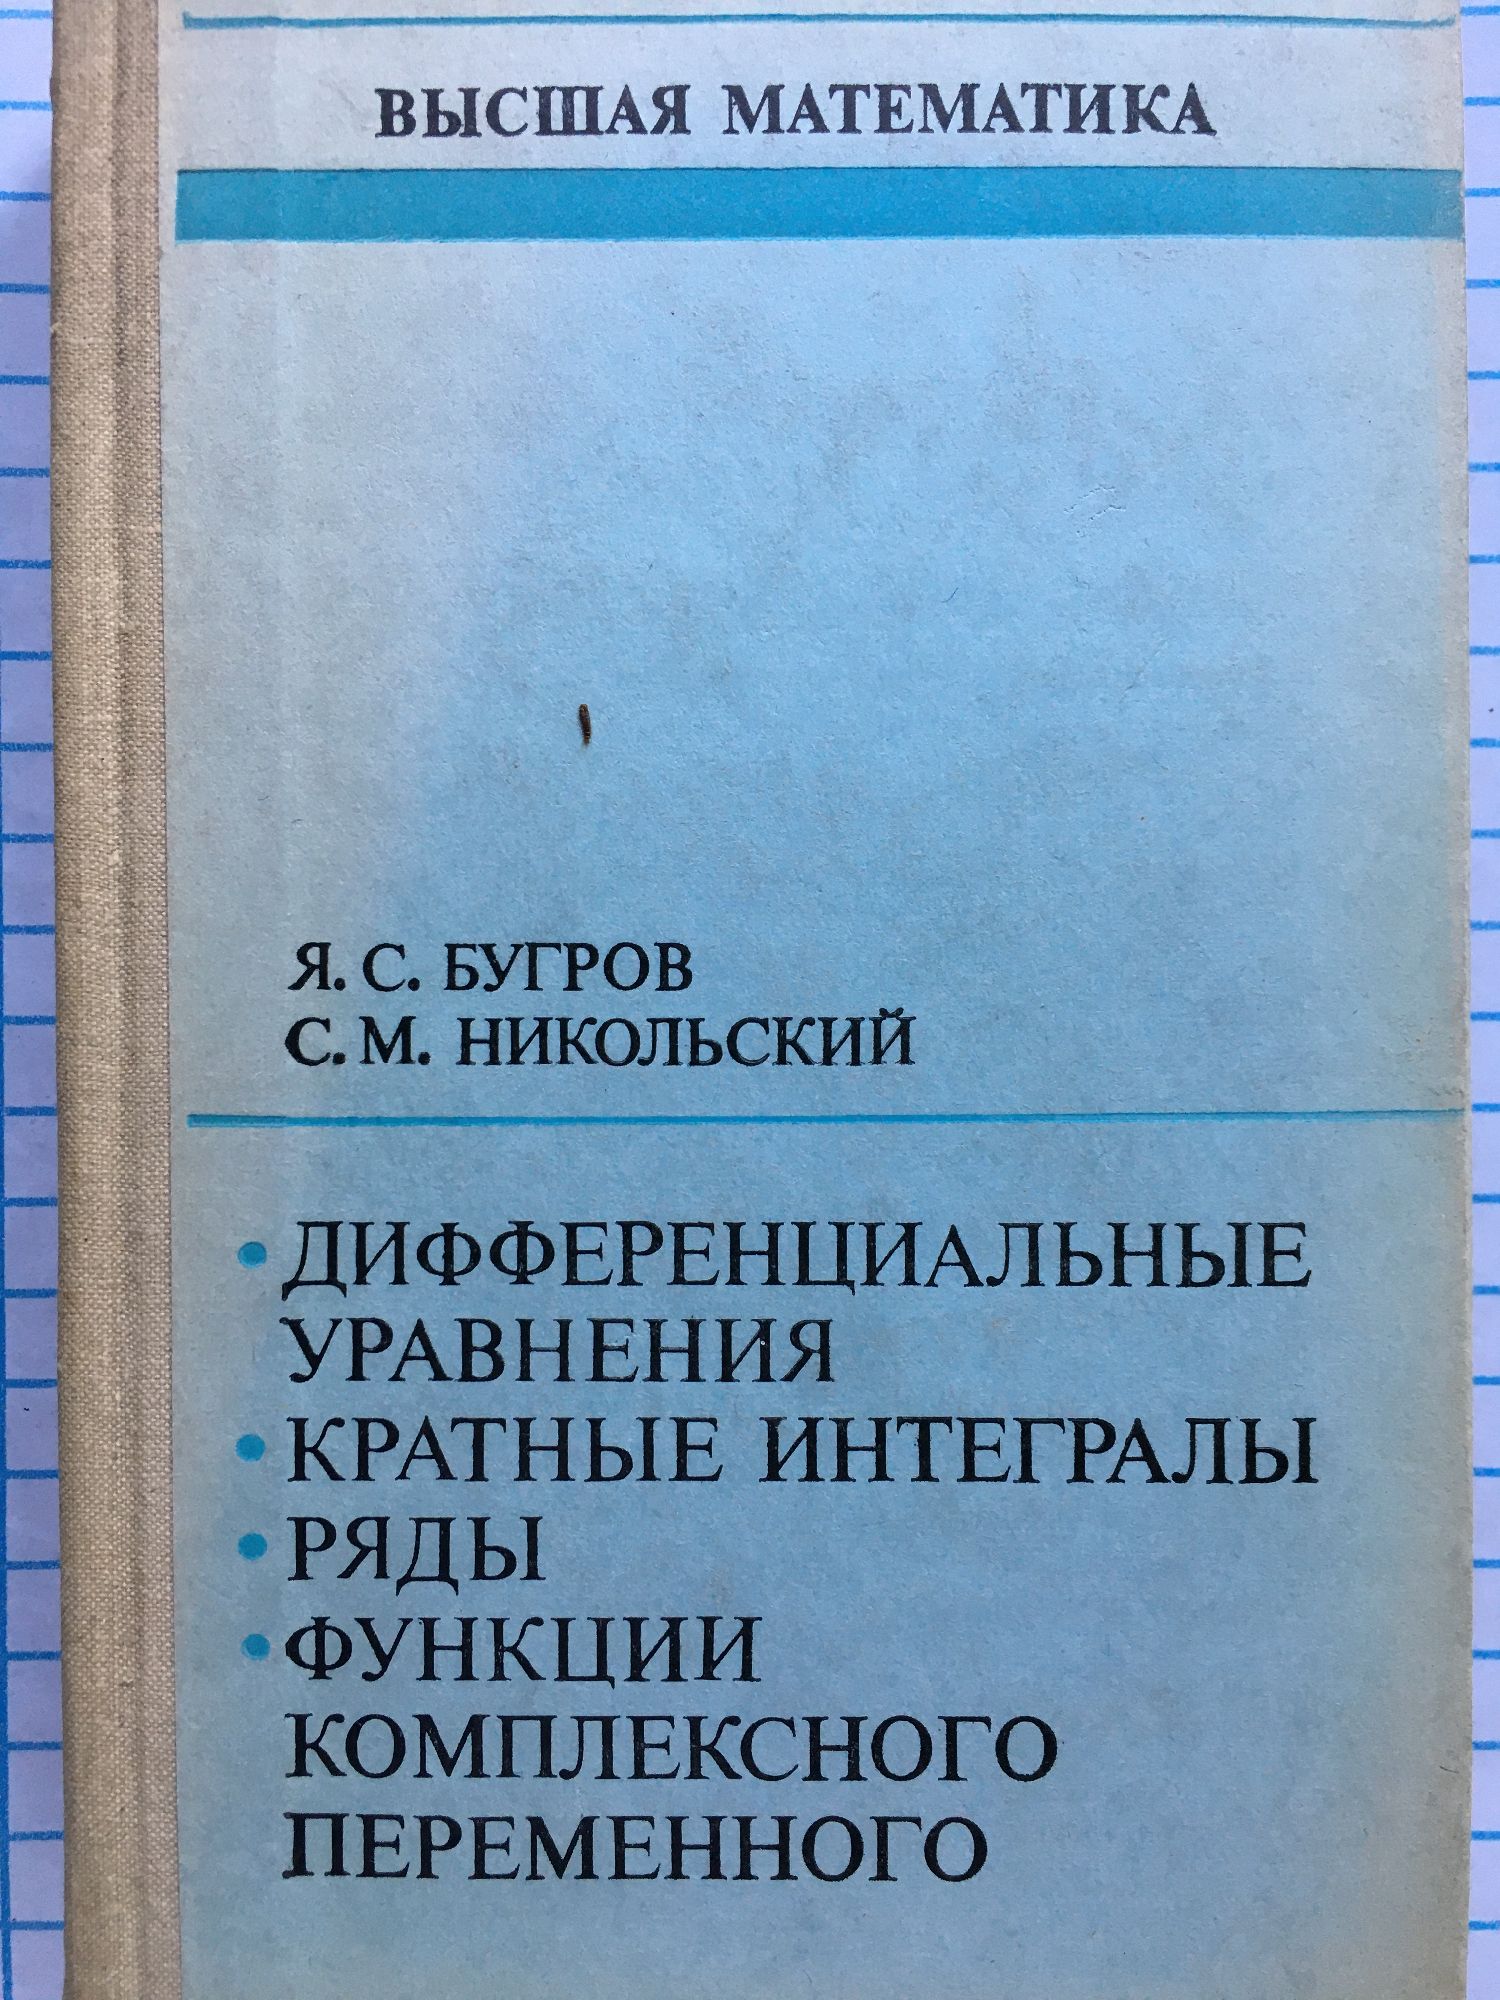 ВЫСШАЯ МАТЕМАТИКА
Я. С. БУГРОВ
С. М. НИКОЛЬСКИЙ
• ДИФФЕРЕНЦИАЛЬНЫЕ
УРАВНЕНИЯ
• КРАТНЫЕ ИНТЕГРАЛЫ
• РЯДЫ
• ФУНКЦИИ
КОМПЛЕКСНОГО
ПЕРЕМЕННОГО